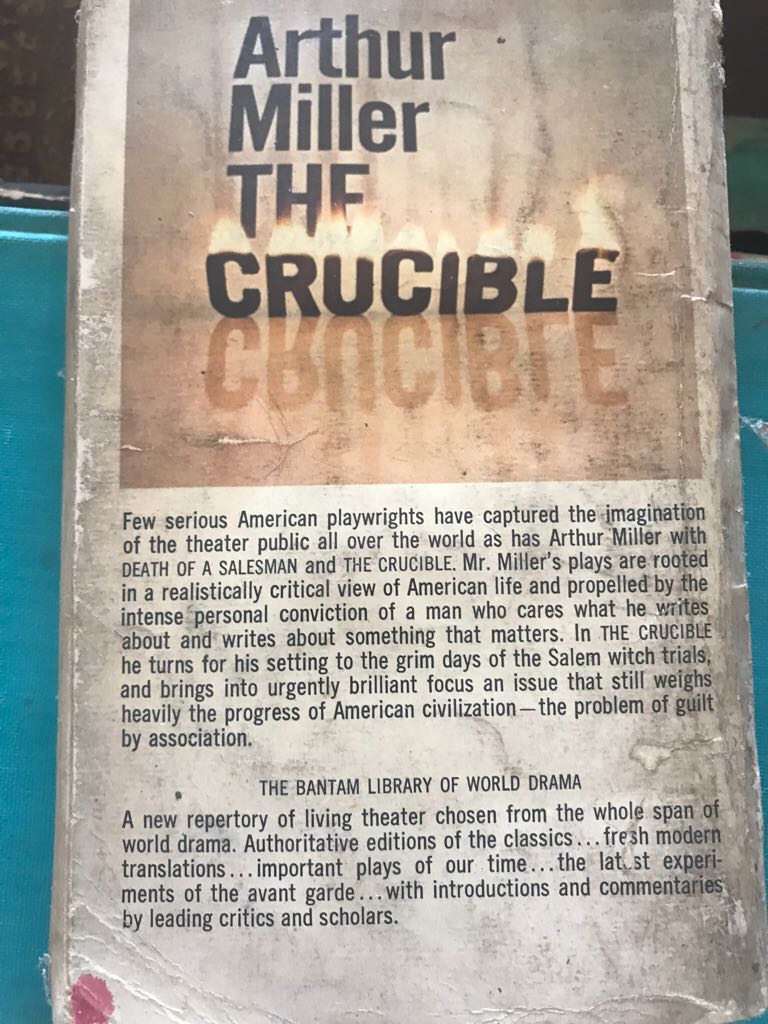 Arthur
Miller
THE
CRUCIBLE
Few serious American playwrights have captured the imagination
of the theater public all over the world as has Arthur Miller with
DEATH OF A SALESMAN and THE CRUCIBLE. Mr. Miller's plays are rooted
in a realistically critical view of American life and propelled by the
intense personal conviction of a man who cares what he writes
about and writes about something that matters. In THE CRUCIBLE
he turns for his setting to the grim days of the Salem witch trials,
and brings into urgently brilliant focus an issue that still weighs
heavily the progress of American civilization—the problem of guilt
by association.
THE BANTAM LIBRARY OF WORLD DRAMA
A new repertory of living theater chosen from the whole span of
world drama. Authoritative editions of the classics...fresh modern
translations...important plays of our time...the latest experi-
ments of the avant garde...with introductions and commentaries
by leading critics and scholars.